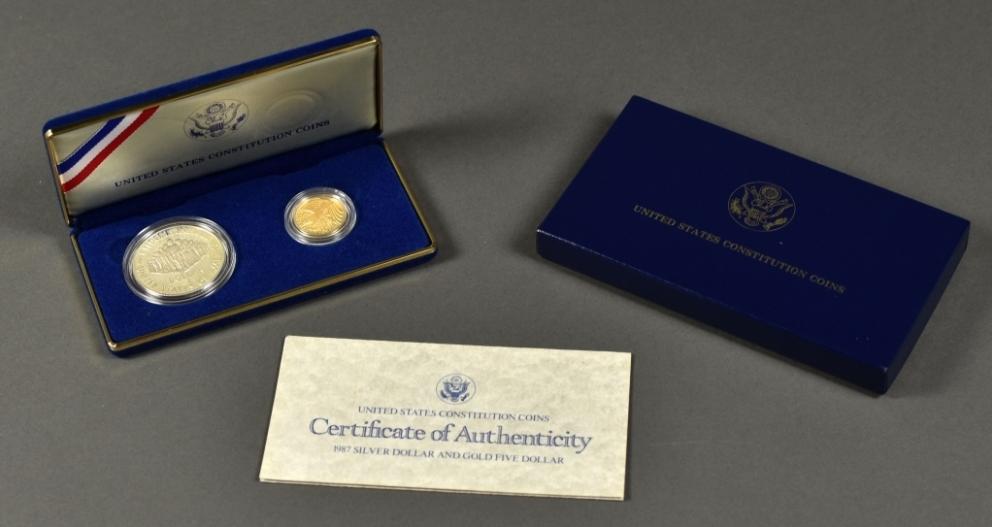 UNITED STATES CONSTITUTION COINS
UNITED STATES CONSTITUTION COINS
UNITED STATES CONSTITUTION COINS
Certificate of Authenticity
1987 SILVER DOLLAR AND GOLD FIVE DOLLAR